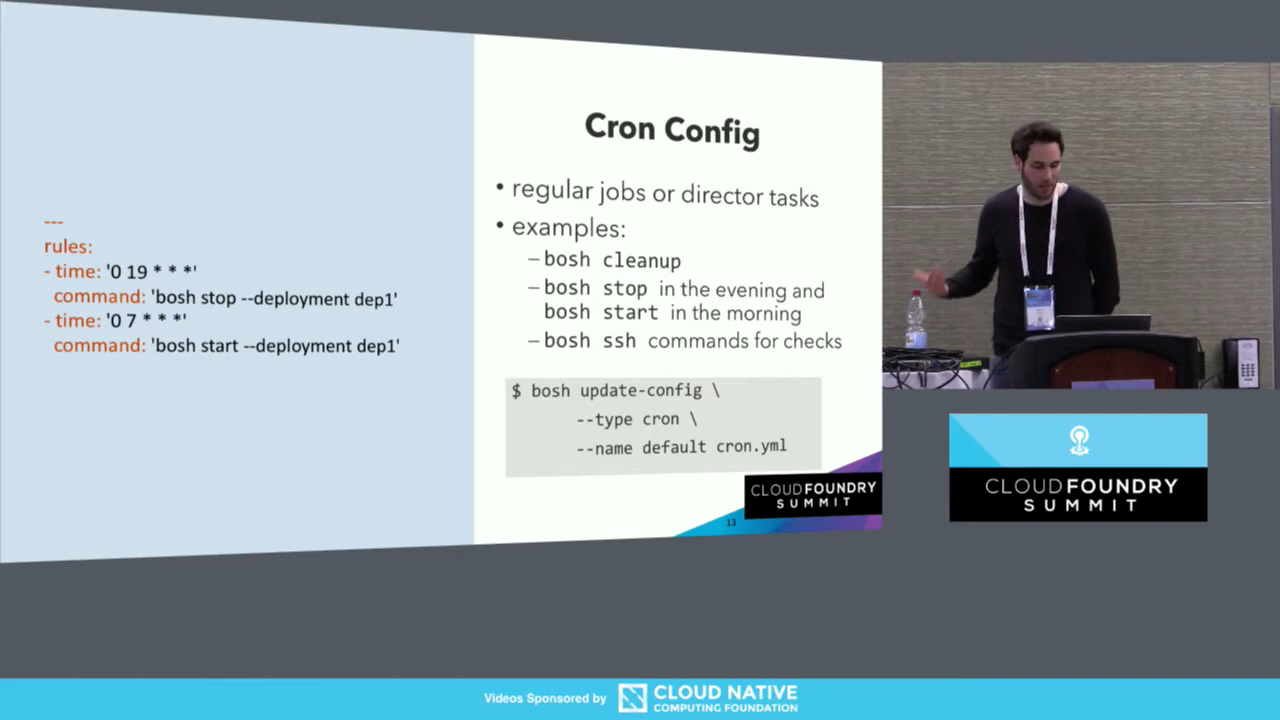 ---
rules:
- time: '0 19 * * *'
command: 'bosh stop --deployment dep1'
- time: '0 7 * * *'
command: 'bosh start --deployment dep1'
Cron Config
• regular jobs or director tasks
• examples:
– bosh cleanup
– bosh stop in the evening and
bosh start in the morning
– bosh ssh commands for checks
$ bosh update-config \
--type cron \
--name default cron.yml
CLOUDFOUNDRY
SUMMIT
13
CLOUDFOUNDRY
SUMMIT
Videos Sponsored by
CLOUD NATIVE
COMPUTING FOUNDATION